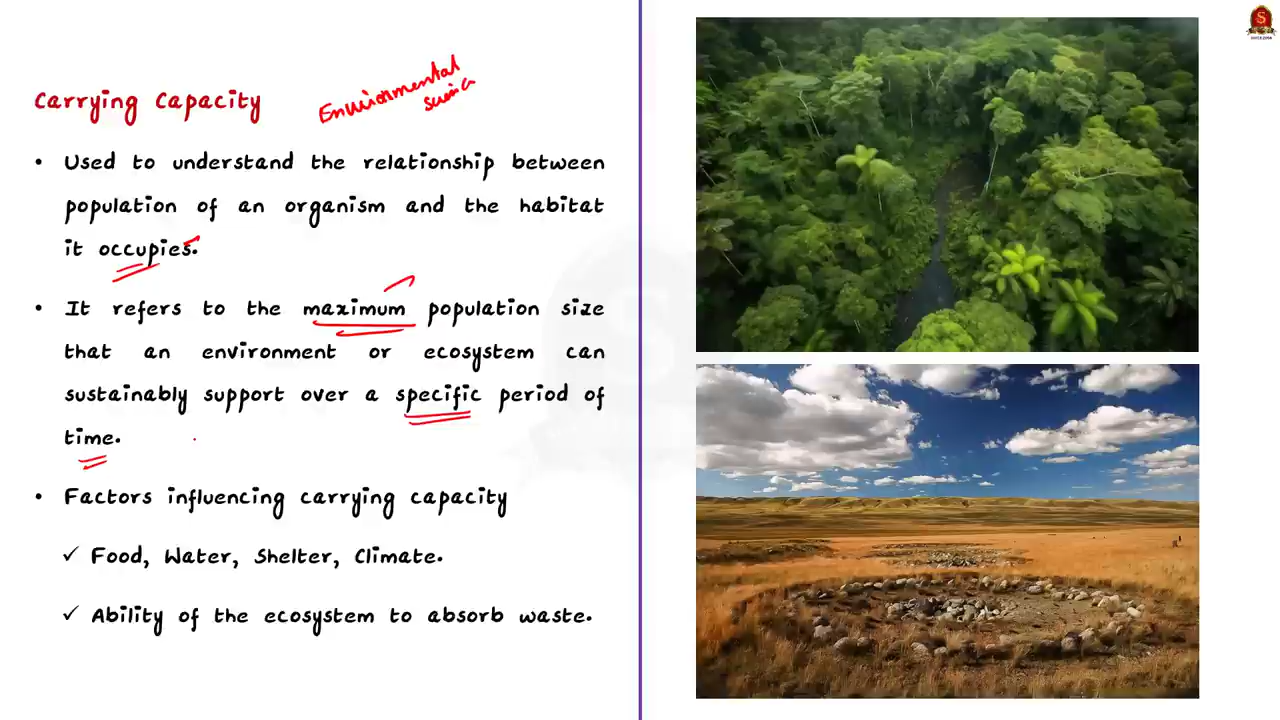 Carrying Capacity
Environmental
• Used to understand the relationship between
population of an organism and the habitat
it occupies.
• It refers to the maximum population size
that an environment or ecosystem can
sustainably support over a specific period of
time.
• Factors influencing carrying capacity
✓ Food, Water, Shelter, Climate.
✓ Ability of the ecosystem to absorb waste.